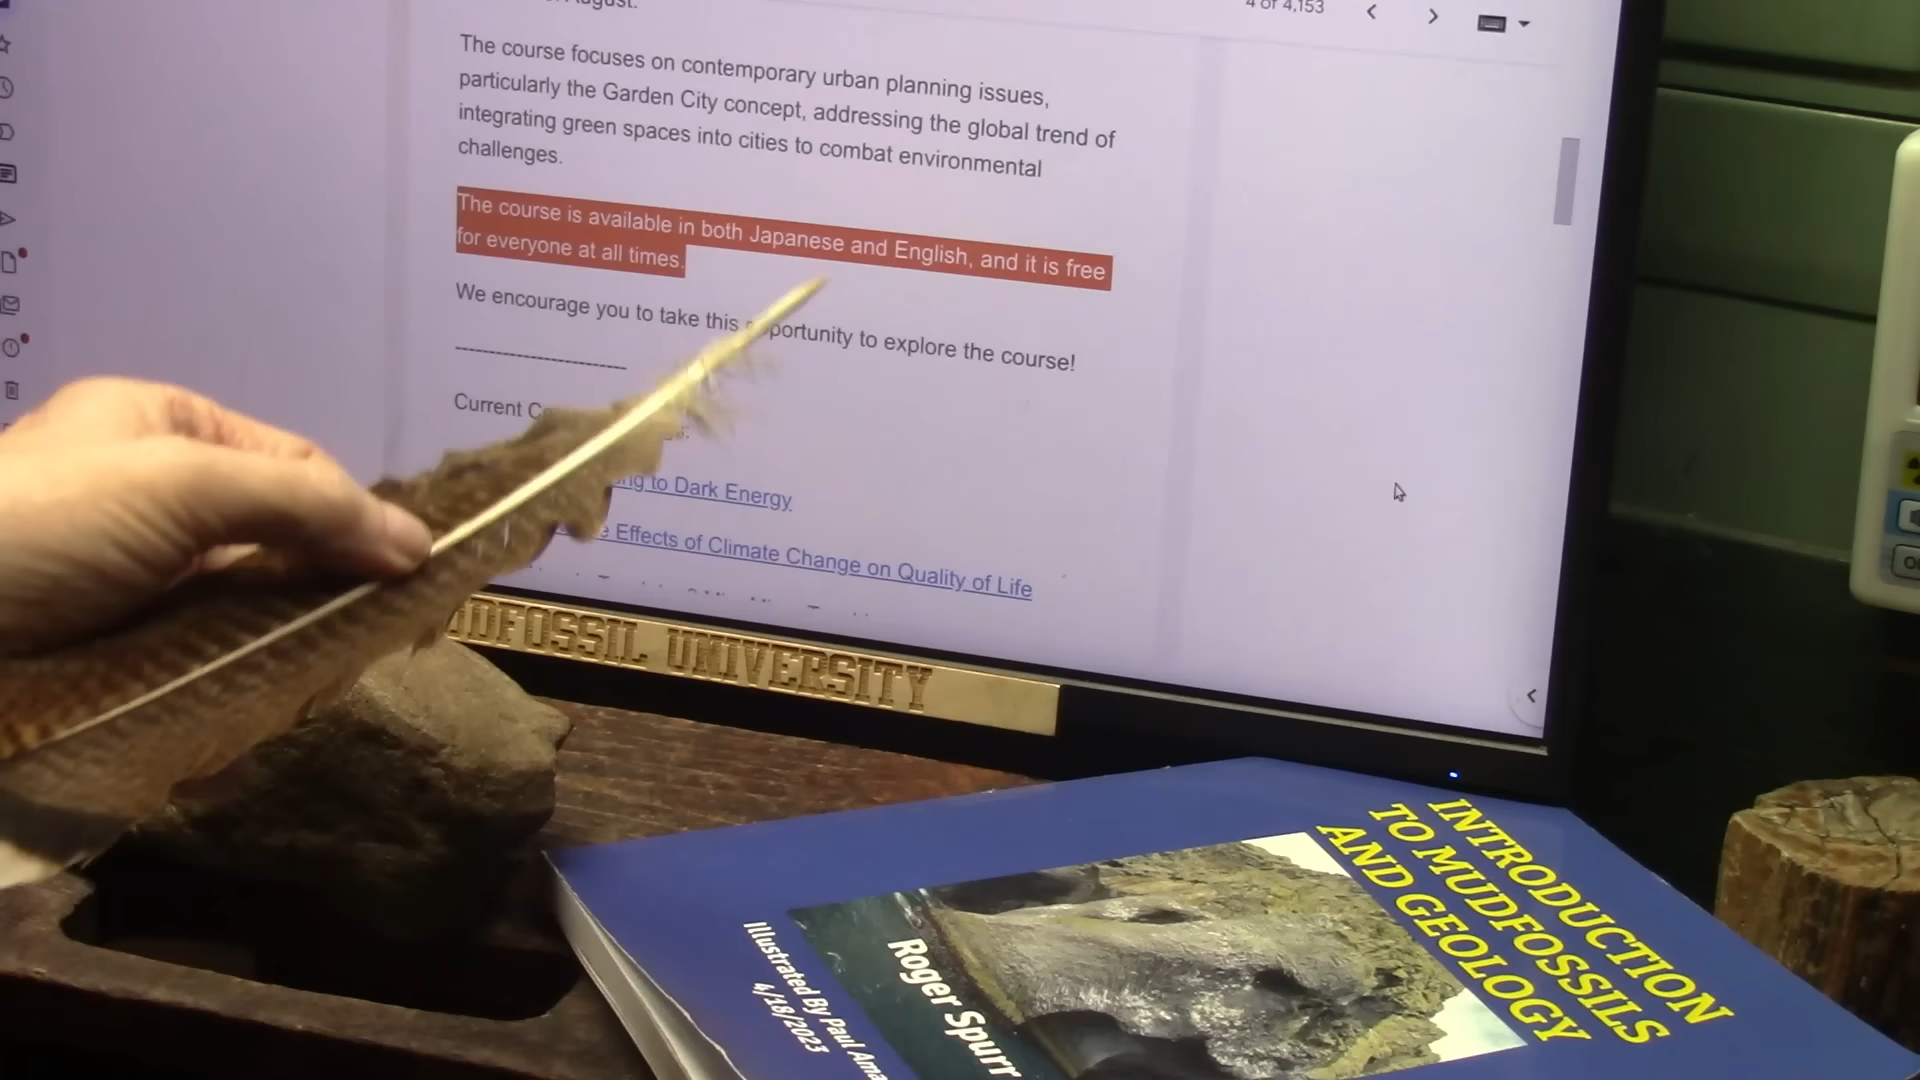 August.
4 of 4,153
The course focuses on contemporary urban planning issues,
particularly the Garden City concept, addressing the global trend of
integrating green spaces into cities to combat environmental
challenges.
The course is available in both Japanese and English, and it is free
for everyone at all times.
We encourage you to take this portunity to explore the course!
--------------------
Current
to Dark Energy
Effects of Climate Change on Quality of Life
DFOSSIL UNIVERSITY
INTRODUCTION
TO MUDFOSSILS
AND GEOLOGY
Roger Spurr
Illustrated By Paul Ama
4/18/2023